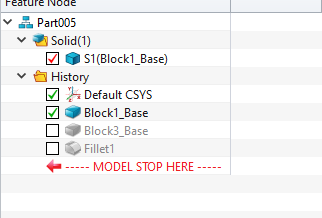 Feature Node
Part005
Solid(1)
S1(Block1_Base)
History
Default CSYS
Block1_Base
Block3_Base
Fillet1
----- MODEL STOP HERE -----